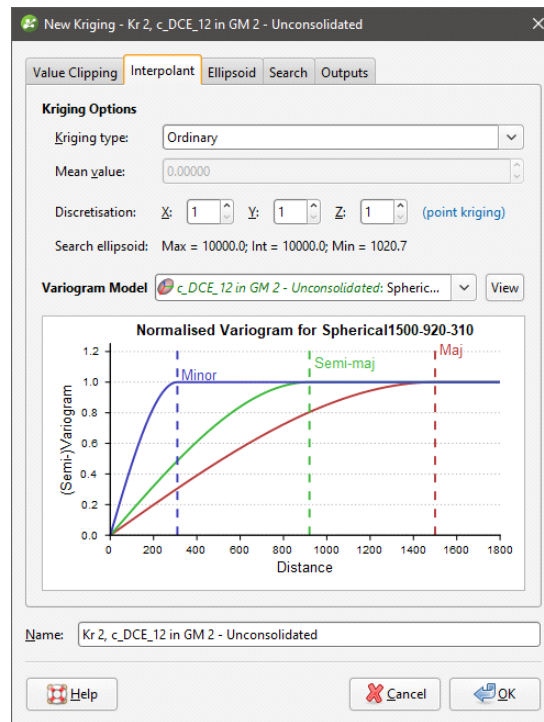 New Kriging - Kr 2, c_DCE_12 in GM 2 - Unconsolidated
Value Clipping Interpolant Ellipsoid Search Outputs
Kriging Options
Kriging type: Ordinary
Mean value: 0.00000
Discretisation: X: 1 Y: 1 Z: 1 (point kriging)
Search ellipsoid: Max = 10000.0; Int = 10000.0; Min = 1020.7
Variogram Model c_DCE_12 in GM 2 - Unconsolidated: Spheric... View
Normalised Variogram for Spherical1500-920-310
Maj
Semi-maj
Minor
(Semi-)Variogram
1.2
1.0
0.8
0.6
0.4
0.2
0.0
0 200 400 600 800 1000 1200 1400 1600 1800
Distance
Name: Kr 2, c_DCE_12 in GM 2 - Unconsolidated
Help Cancel OK